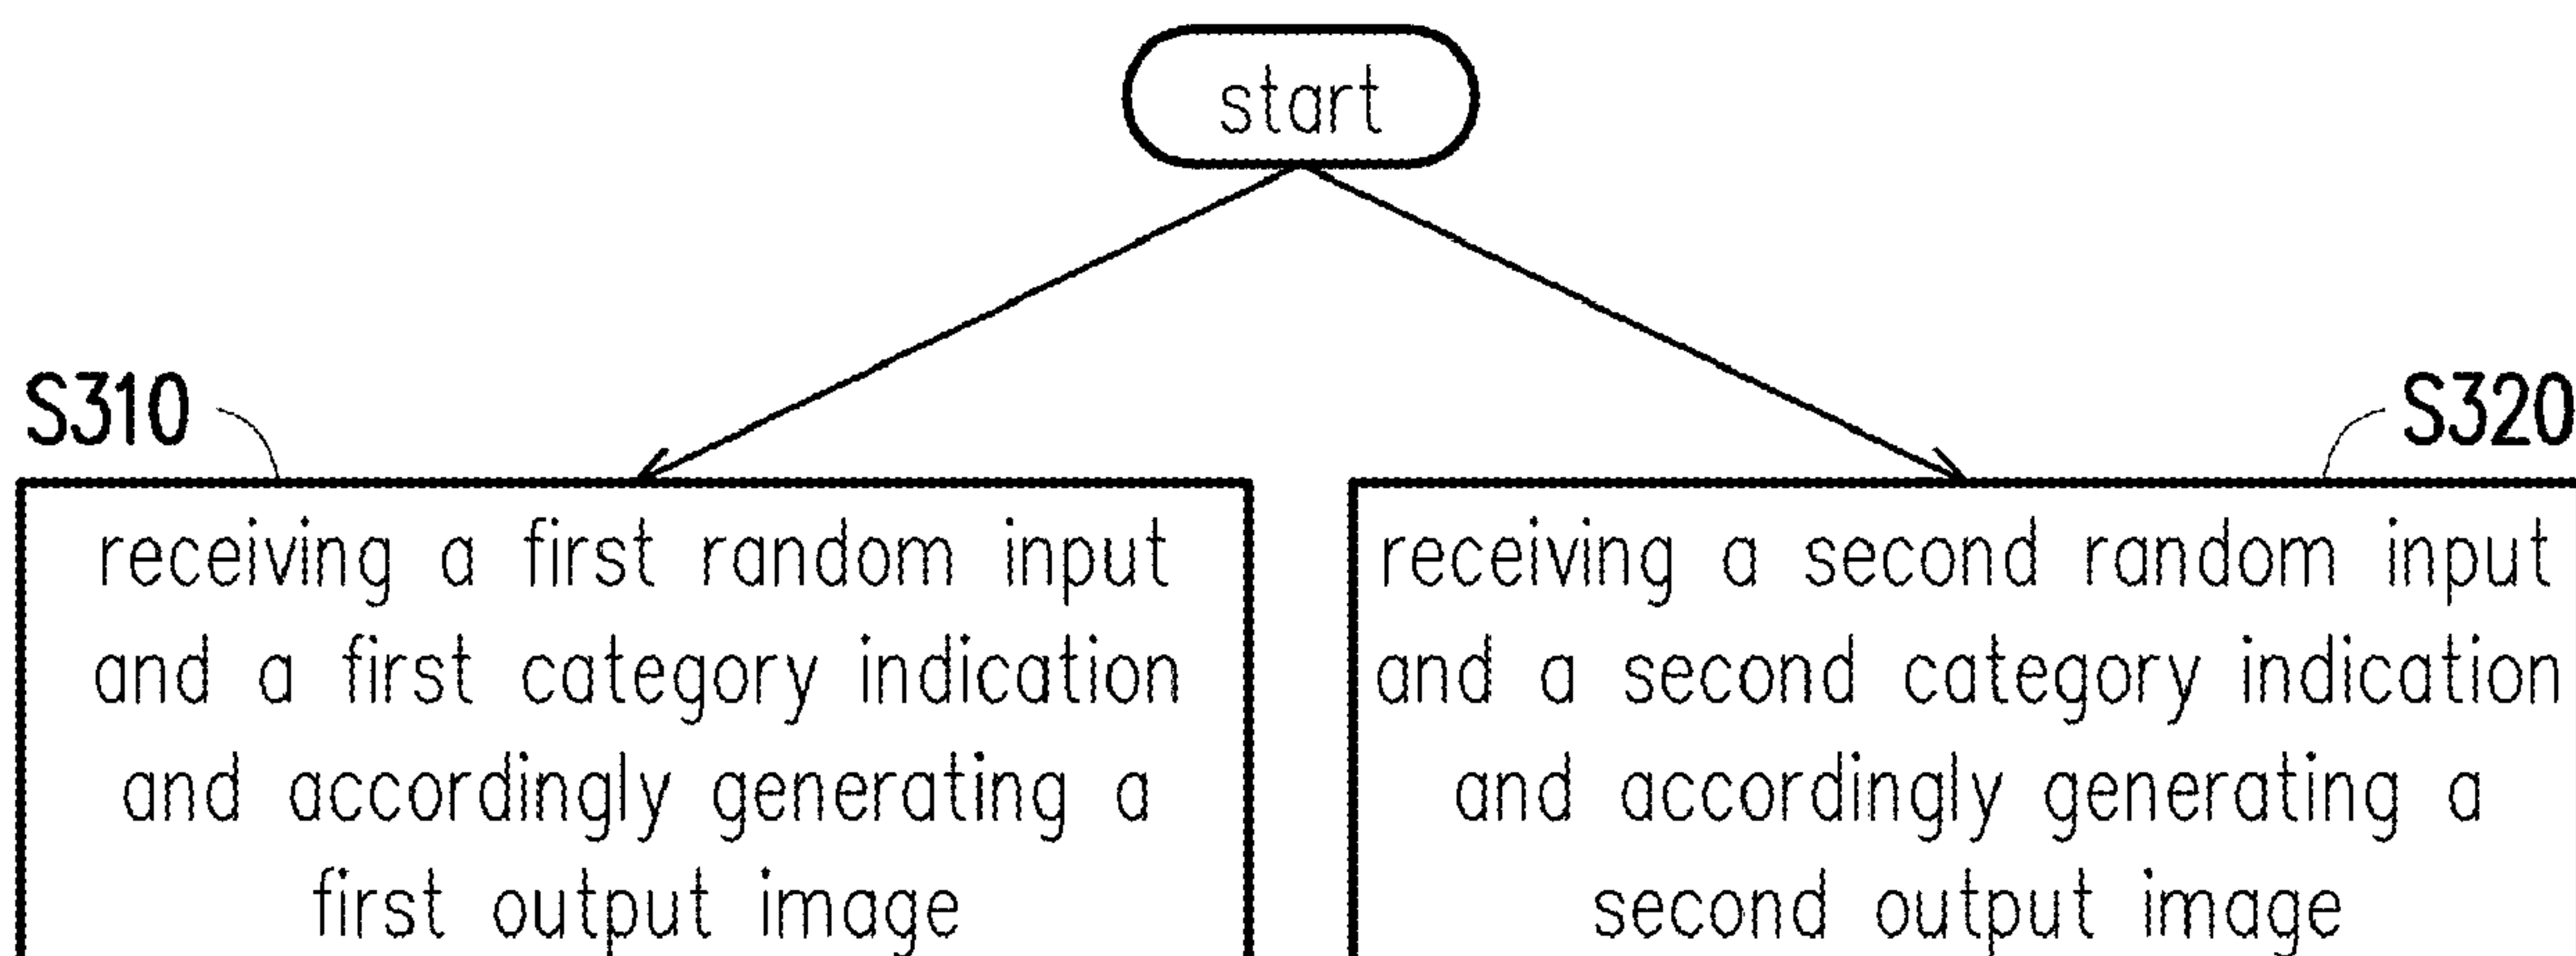 start
S310
receiving a first random input
and a first category indication
and accordingly generating a
first output image
S320
receiving a second random input
and a second category indication
and accordingly generating a
second output image